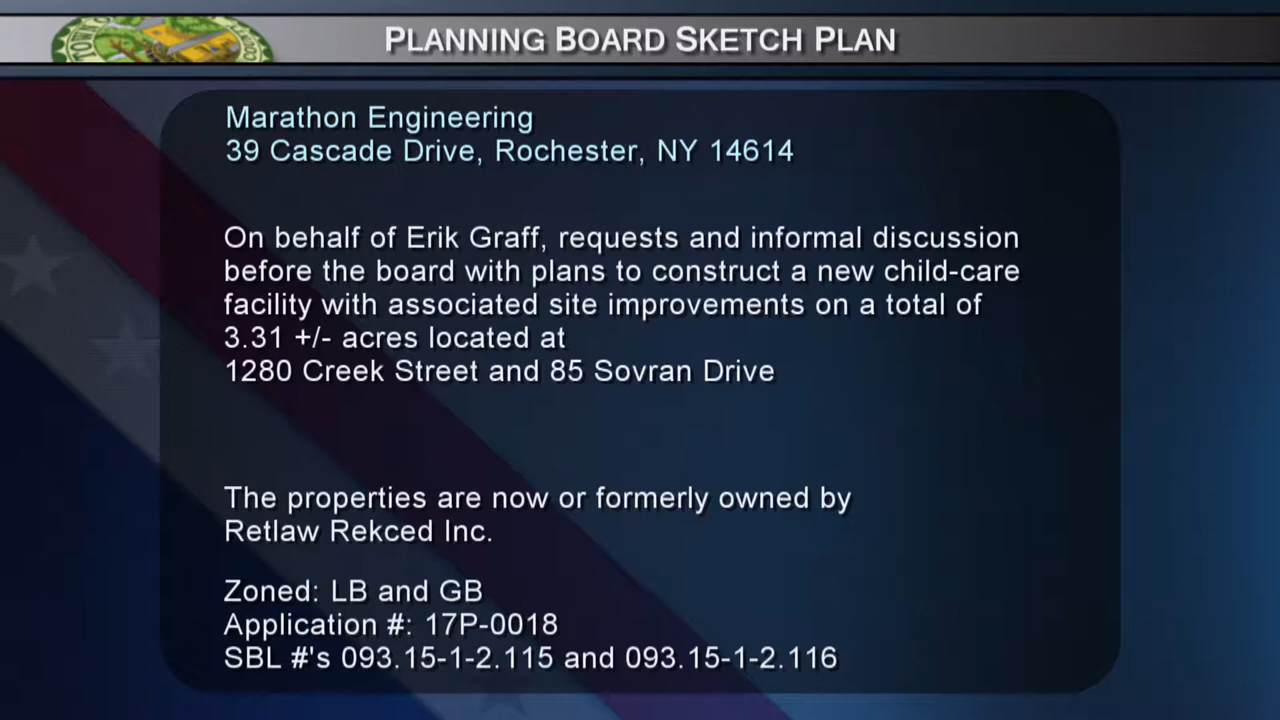 PLANNING BOARD SKETCH PLAN
TOWN O
Marathon Engineering
39 Cascade Drive, Rochester, NY 14614
On behalf of Erik Graff, requests and informal discussion
before the board with plans to construct a new child-care
facility with associated site improvements on a total of
3.31 +/- acres located at
1280 Creek Street and 85 Sovran Drive
The properties are now or formerly owned by
Retlaw Rekced Inc.
Zoned: LB and GB
Application #: 17P-0018
SBL #'s 093.15-1-2.115 and 093.15-1-2.116